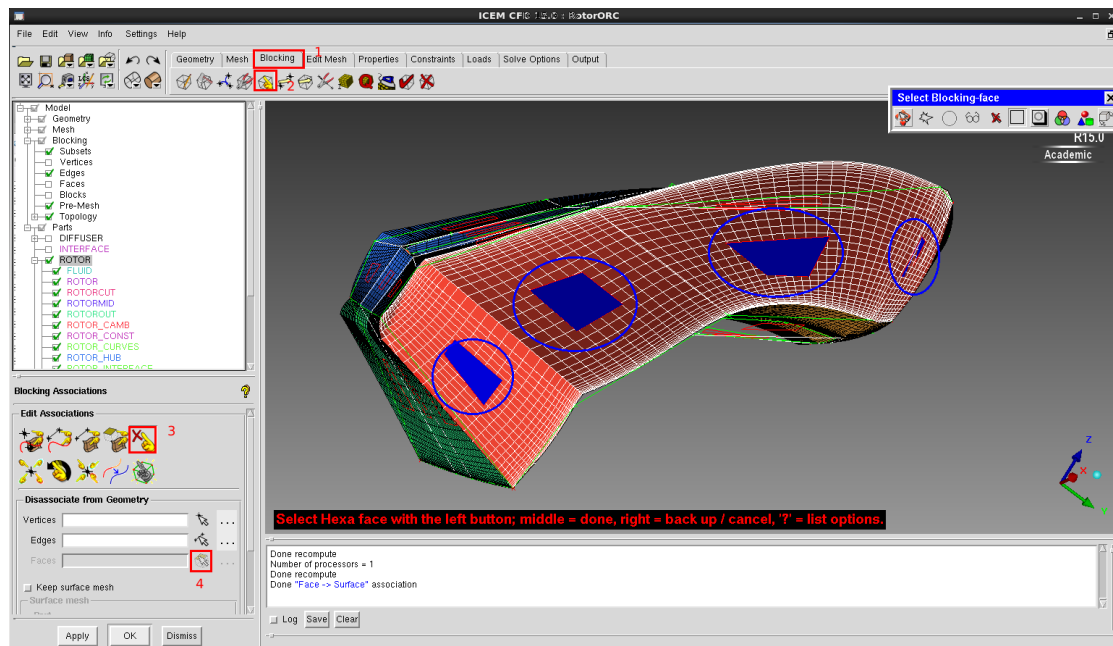 ICEM CFD 15.0 : RotorORC
File Edit View Info Settings Help
Geometry Mesh Blocking Edit Mesh Properties Constraints Loads Solve Options Output
1
2
Model
Geometry
Mesh
Blocking
Subsets
Vertices
Edges
Faces
Blocks
Pre-Mesh
Topology
Parts
DIFFUSER
INTERFACE
ROTOR
FLUID
ROTOR
ROTORCUT
ROTORMID
ROTOROUT
ROTOR_CAMB
ROTOR_CONST
ROTOR_CURVES
ROTOR_HUB
ROTOR_INTERFACE
Select Blocking-face
R15.0
Academic
Z
X
Y
Select Hexa face with the left button; middle = done, right = back up / cancel, '?' = list options.
Blocking Associations
Edit Associations
3
Disassociate from Geometry
Vertices
...
Edges
...
Faces
...
4
Keep surface mesh
Surface mesh
Apply OK Dismiss
Done recompute
Number of processors = 1
Done recompute
Done "Face -> Surface" association
Log Save Clear